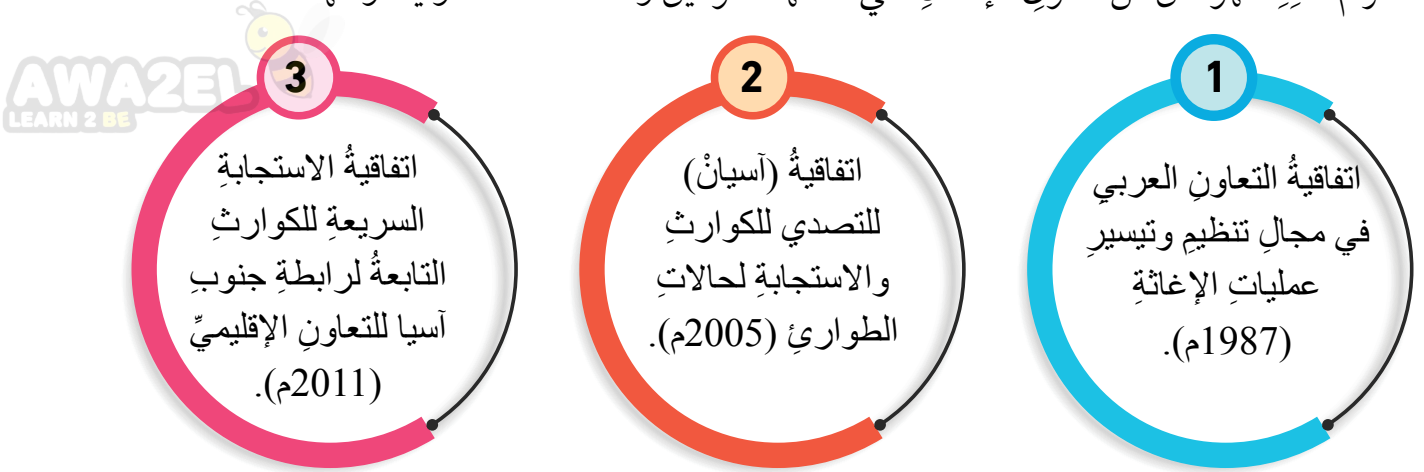 1
اتفاقيةُ التعاونِ العربي
في مجالِ تنظيمِ وتيسيرِ
عملياتِ الإغاثةِ
(1987م).
2
اتفاقيةُ (آسيانْ)
للتصدي للكوارثِ
والاستجابةِ لحالاتِ
الطوارئِ (2005م).
3
اتفاقيةُ الاستجابةِ
السريعةِ للكوارثِ
التابعةُ لرابطةِ جنوبِ
آسيا للتعاونِ الإقليميِّ
(2011م).
AWA2EL
LEARN 2 BE